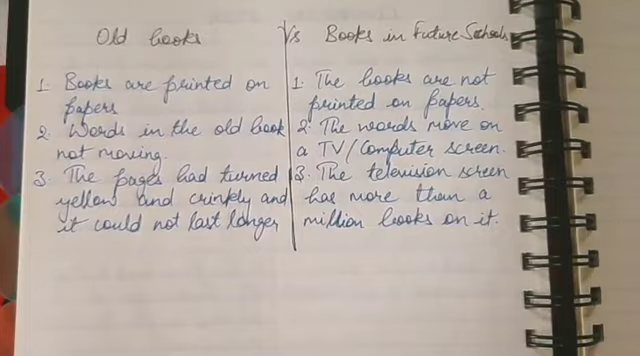 Old books Vs Books in Future Schools
1. Books are printed on papers
2. Words in the old book not moving.
3. The pages had turned yellow and crinkly and it could not last longer
1. The books are not printed on papers.
2. The words move on a TV/Computer screen.
3. The television screen has more than a million books on it.